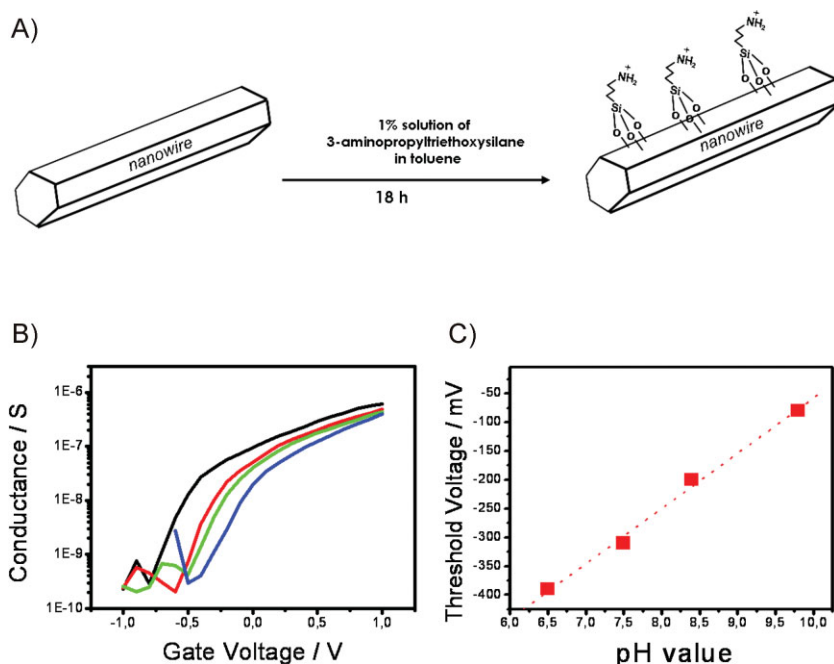 A)
nanowire
1% solution of
3-aminopropyltriethoxysilane
in toluene
18 h
+
NH2
Si
O
O
O
+
NH2
Si
O
O
O
+
NH2
Si
O
O
O
nanowire
B)
Conductance / S
1E-6
1E-7
1E-8
1E-9
1E-10
-1,0 -0,5 0,0 0,5 1,0
Gate Voltage / V
C)
Threshold Voltage / mV
-50
-100
-150
-200
-250
-300
-350
-400
6,0 6,5 7,0 7,5 8,0 8,5 9,0 9,5 10,0
pH value